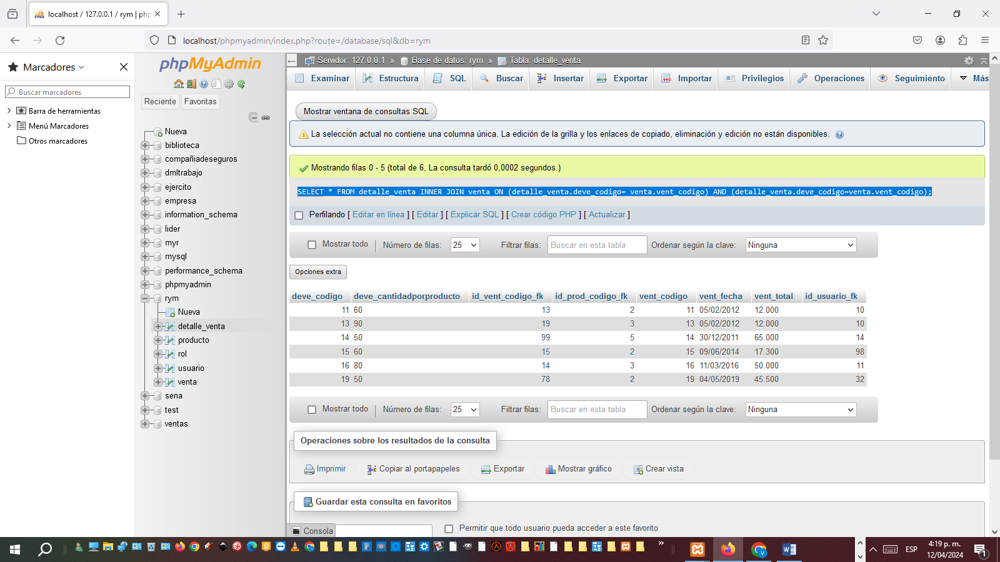 localhost / 127.0.0.1 / rym | php
localhost/phpmyadmin/index.php?route=/database/sql&db=rym
Marcadores
Buscar marcadores
Barra de herramientas
Menú Marcadores
Otros marcadores
phpMyAdmin
Reciente Favoritas
Nueva
biblioteca
compañiadeseguros
dmltrabajo
ejercito
empresa
information_schema
lider
myr
mysql
performance_schema
phpmyadmin
rym
Nueva
detalle_venta
producto
rol
usuario
venta
sena
test
ventas
Servidor: 127.0.0.1 » Base de datos: rym » Tabla: detalle_venta
Examinar Estructura SQL Buscar Insertar Exportar Importar Privilegios Operaciones Seguimiento Más
Mostrar ventana de consultas SQL
La selección actual no contiene una columna única. La edición de la grilla y los enlaces de copiado, eliminación y edición no están disponibles.
Mostrando filas 0 - 5 (total de 6, La consulta tardó 0,0002 segundos.)
SELECT * FROM detalle_venta INNER JOIN venta ON (detalle_venta.deve_codigo= venta.vent_codigo) AND (detalle_venta.deve_codigo=venta.vent_codigo);
Perfilando [ Editar en línea ] [ Editar ] [ Explicar SQL ] [ Crear código PHP ] [ Actualizar ]
Mostrar todo | Número de filas: 25 Filtrar filas: Buscar en esta tabla Ordenar según la clave: Ninguna
Opciones extra
deve_codigo deve_cantidadporproducto id_vent_codigo_fk id_prod_codigo_fk vent_codigo vent_fecha vent_total id_usuario_fk
11 60 13 2 11 05/02/2012 12.000 10
13 90 19 3 13 05/02/2012 12.000 10
14 50 99 5 14 30/12/2011 65.000 14
15 60 15 2 15 09/06/2014 17.300 98
16 80 14 3 16 11/03/2016 50.000 11
19 50 78 2 19 04/05/2019 45.500 32
Mostrar todo | Número de filas: 25 Filtrar filas: Buscar en esta tabla Ordenar según la clave: Ninguna
Operaciones sobre los resultados de la consulta
Imprimir Copiar al portapapeles Exportar Mostrar gráfico Crear vista
Guardar esta consulta en favoritos
Consola
Permitir que todo usuario pueda acceder a este favorito
ESP
4:19 p. m.
12/04/2024
1